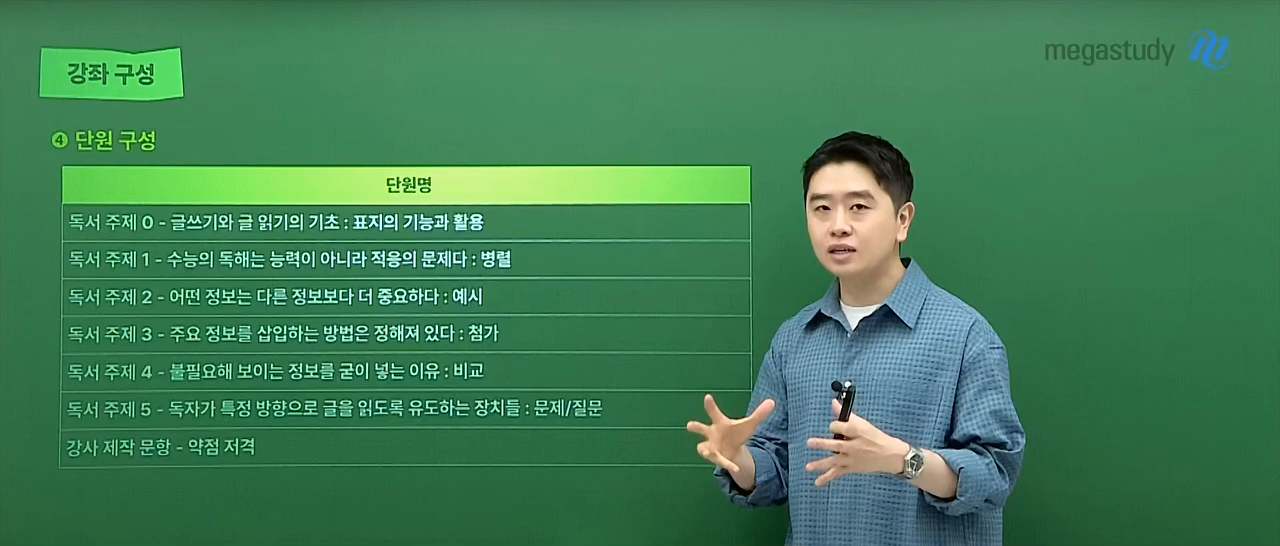 강좌 구성
megastudy
❹ 단원 구성
단원명
독서 주제 0 - 글쓰기와 글 읽기의 기초 : 표지의 기능과 활용
독서 주제 1 - 수능의 독해는 능력이 아니라 적응의 문제다 : 병렬
독서 주제 2 - 어떤 정보는 다른 정보보다 더 중요하다 : 예시
독서 주제 3 - 주요 정보를 삽입하는 방법은 정해져 있다 : 첨가
독서 주제 4 - 불필요해 보이는 정보를 굳이 넣는 이유 : 비교
독서 주제 5 - 독자가 특정 방향으로 글을 읽도록 유도하는 장치들 : 문제/질문
강사 제작 문항 - 약점 저격